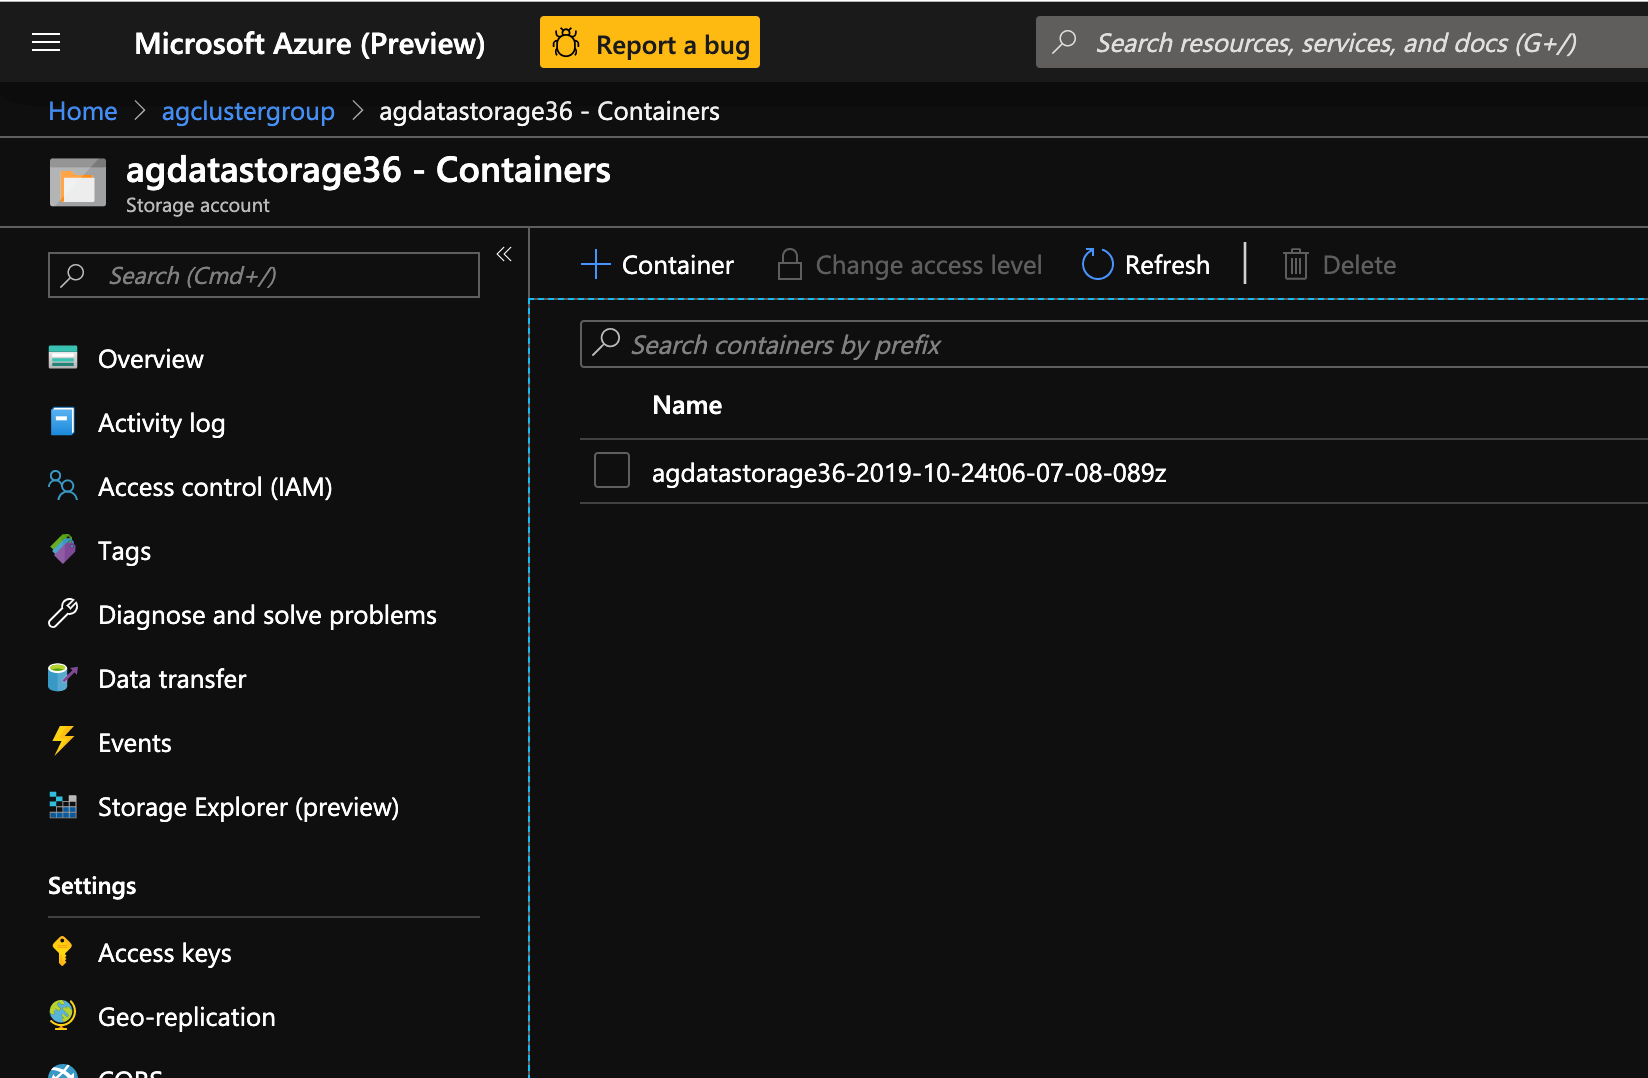 Microsoft Azure (Preview)
Report a bug
Search resources, services, and docs (G+/)
Home > agclustergroup > agdatastorage36 - Containers
agdatastorage36 - Containers
Storage account
Search (Cmd+/)
«
Overview
Activity log
Access control (IAM)
Tags
Diagnose and solve problems
Data transfer
Events
Storage Explorer (preview)
Settings
Access keys
Geo-replication
CORS
Container
Change access level
Refresh
Delete
Search containers by prefix
Name
agdatastorage36-2019-10-24t06-07-08-089z